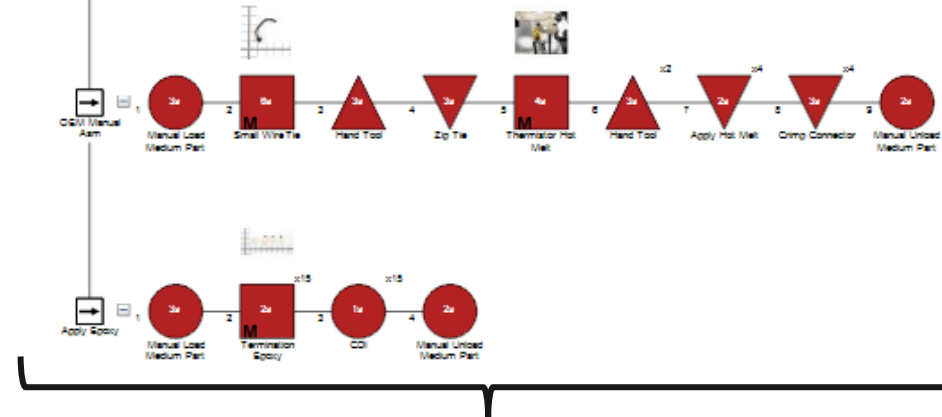 x2
x4
x4
3s
6s
3s
3s
4s
3s
2s
3s
2s
1
2
3
4
5
6
7
8
9
M
M
OEM Manual
Asm
Manual Load
Medium Part
Small Wire Tie
Hand Tool
Zip Tie
Thermistor Hot
Melt
Hand Tool
Apply Hot Melt
Crimp Connector
Manual Unload
Medium Part
x15
x15
3s
2s
1s
2s
1
2
3
4
M
Apply Epoxy
Manual Load
Medium Part
Termination
Epoxy
Manual Unload
Medium Part